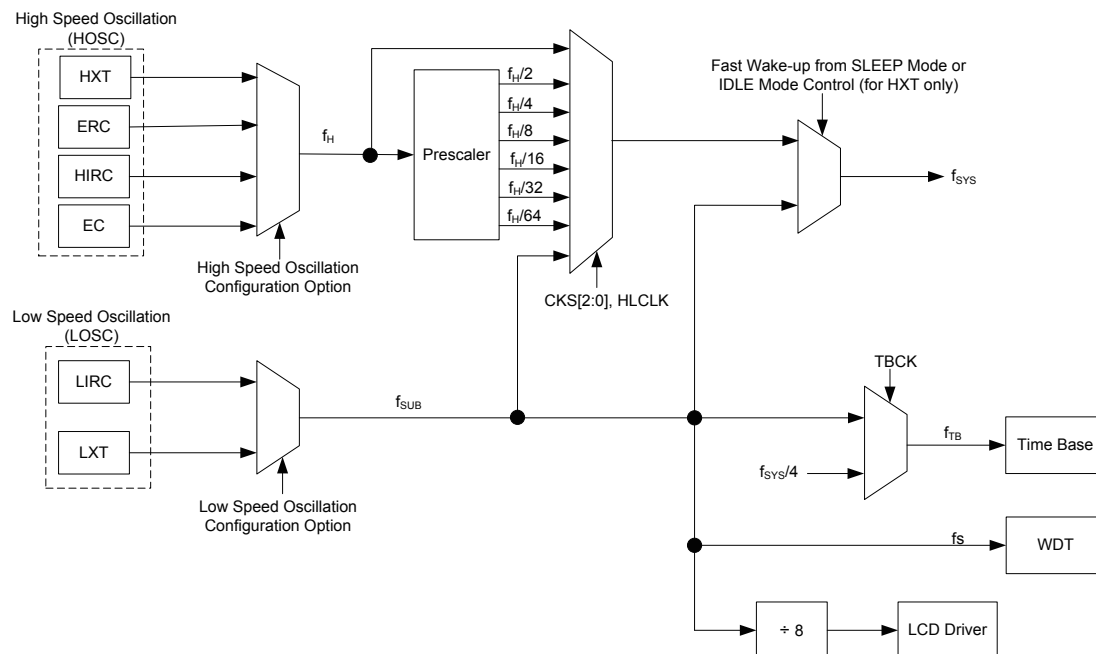 High Speed Oscillation
(HOSC)
HXT
ERC
HIRC
EC
High Speed Oscillation
Configuration Option
fH
Prescaler
fH/2
fH/4
fH/8
fH/16
fH/32
fH/64
CKS[2:0], HLCLK
Fast Wake-up from SLEEP Mode or
IDLE Mode Control (for HXT only)
fSYS
Low Speed Oscillation
(LOSC)
LIRC
LXT
Low Speed Oscillation
Configuration Option
fSUB
TBCK
fSYS/4
fTB
Time Base
fs
WDT
÷ 8
LCD Driver